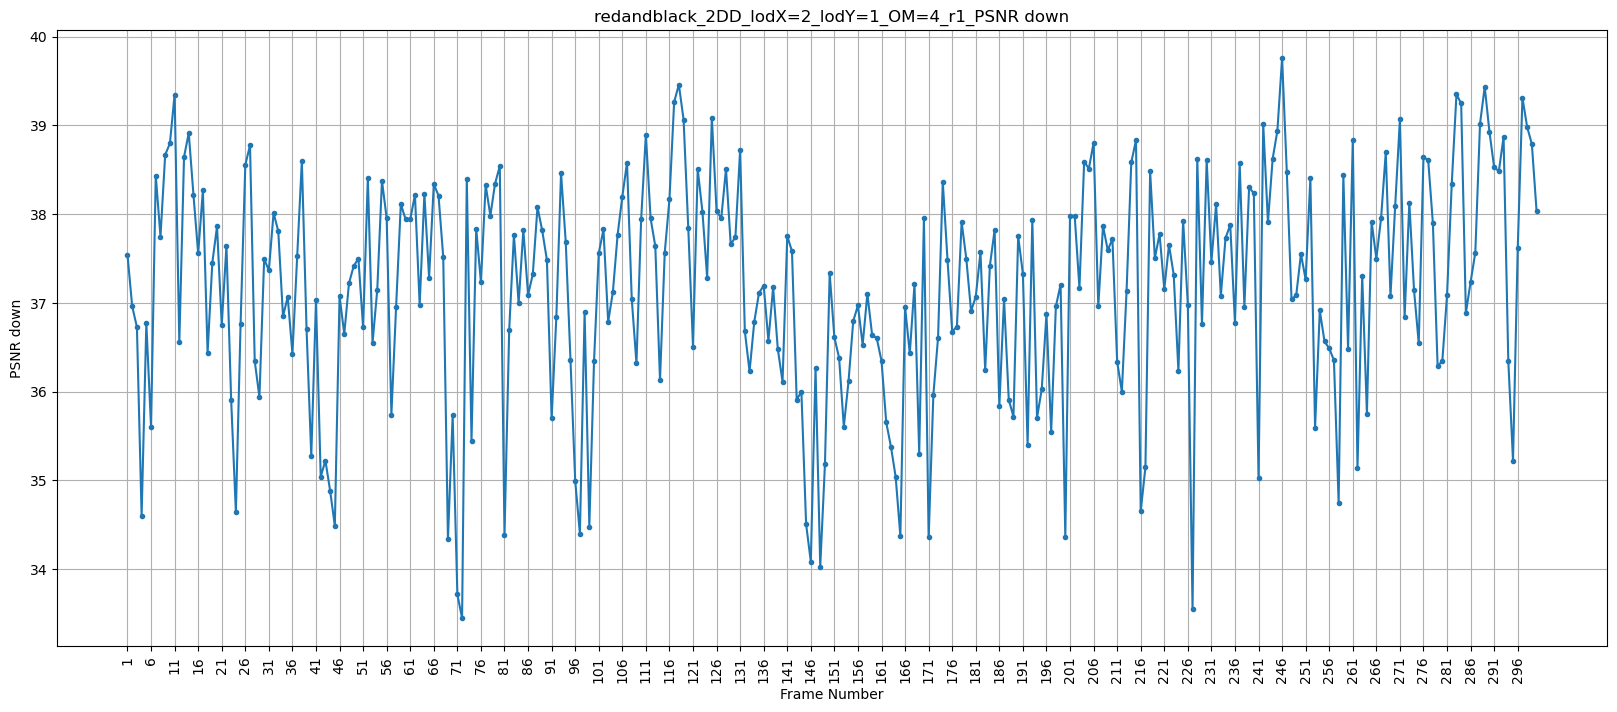 redandblack_2DD_lodX=2_lodY=1_OM=4_r1_PSNR down
40
39
38
37
36
35
34
PSNR down
1 6 11 16 21 26 31 36 41 46 51 56 61 66 71 76 81 86 91 96 101 106 111 116 121 126 131 136 141 146 151 156 161 166 171 176 181 186 191 196 201 206 211 216 221 226 231 236 241 246 251 256 261 266 271 276 281 286 291 296
Frame Number